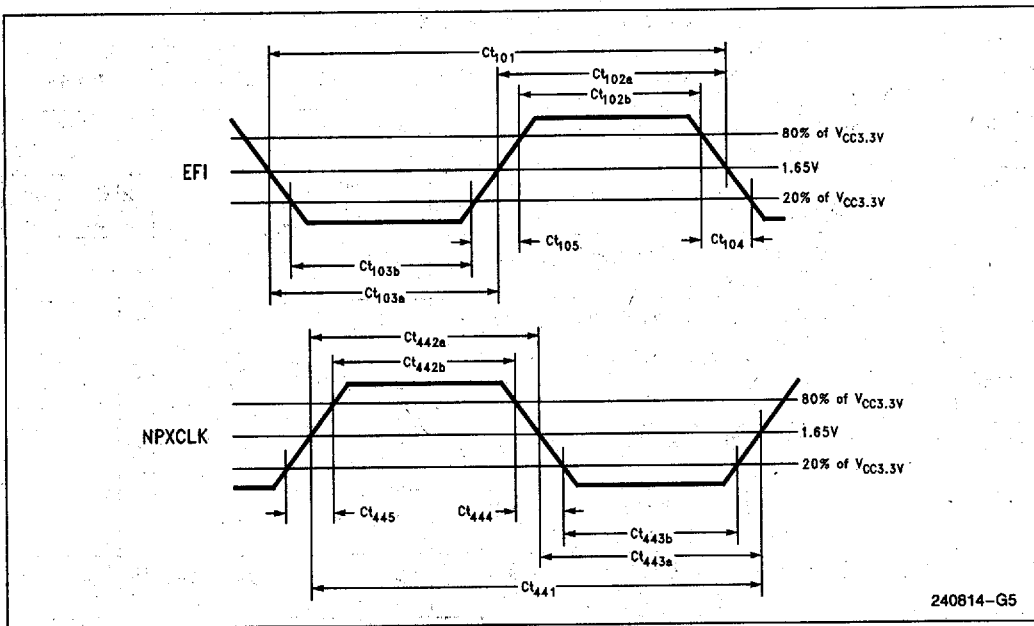 Ct101
Ct102a
Ct102b
80% of VCC3.3V
EFI
1.65V
20% of VCC3.3V
Ct105
Ct104
Ct103b
Ct103a
Ct442a
Ct442b
80% of VCC3.3V
NPXCLK
1.65V
20% of VCC3.3V
Ct445
Ct444
Ct443b
Ct443a
Ct441
240814-G5